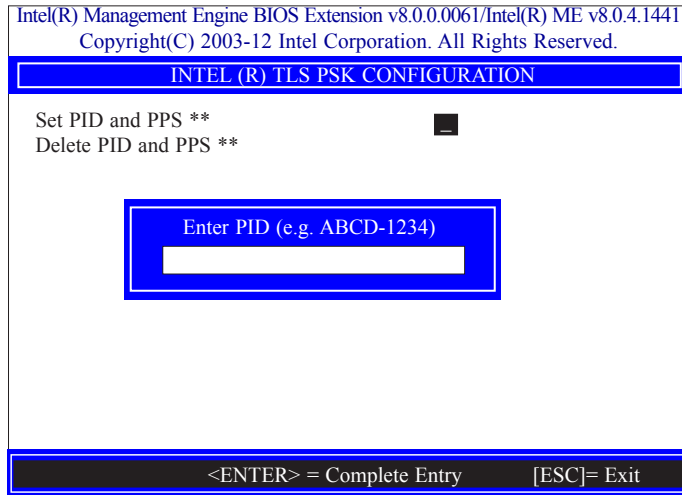 Intel(R) Management Engine BIOS Extension v8.0.0.0061/Intel(R) ME v8.0.4.1441
Copyright(C) 2003-12 Intel Corporation. All Rights Reserved.
INTEL (R) TLS PSK CONFIGURATION
Set PID and PPS **
_
Delete PID and PPS **
Enter PID (e.g. ABCD-1234)
<ENTER> = Complete Entry [ESC]= Exit